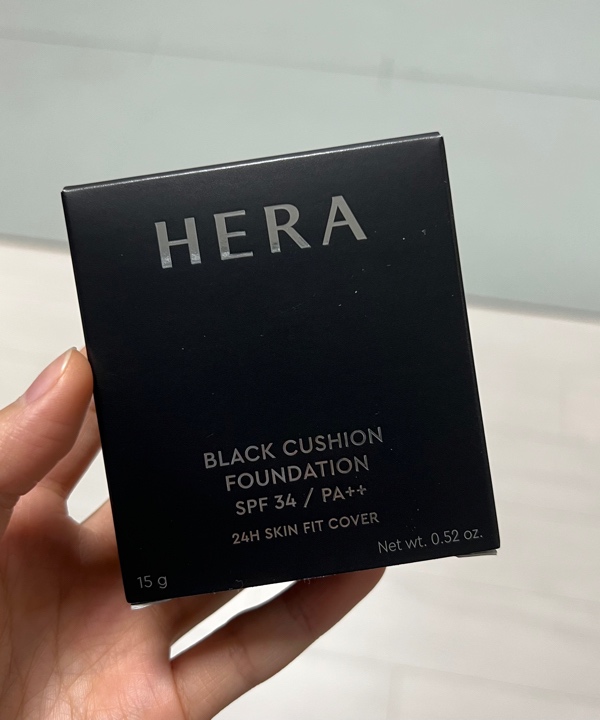 HERA
BLACK CUSHION
FOUNDATION
SPF 34 / PA++
24H SKIN FIT COVER
Net wt. 0.52 oz.
15 g